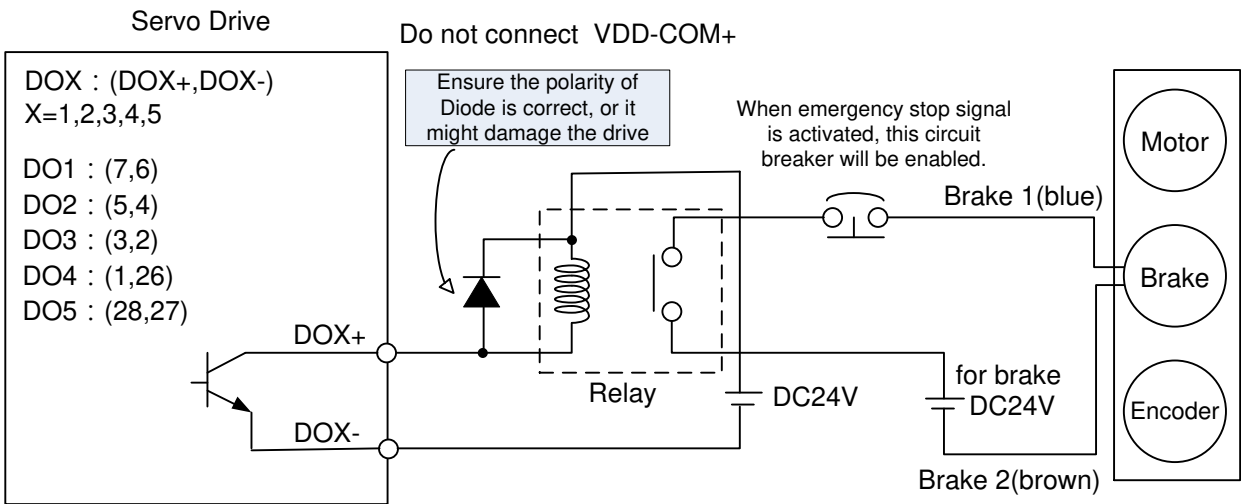 Servo Drive
Do not connect VDD-COM+
DOX : (DOX+,DOX-)
X=1,2,3,4,5
DO1 : (7,6)
DO2 : (5,4)
DO3 : (3,2)
DO4 : (1,26)
DO5 : (28,27)
Ensure the polarity of
Diode is correct, or it
might damage the drive
When emergency stop signal
is activated, this circuit
breaker will be enabled.
Motor
Brake 1(blue)
Brake
DOX+
Relay
DC24V
for brake
DC24V
Encoder
DOX-
Brake 2(brown)